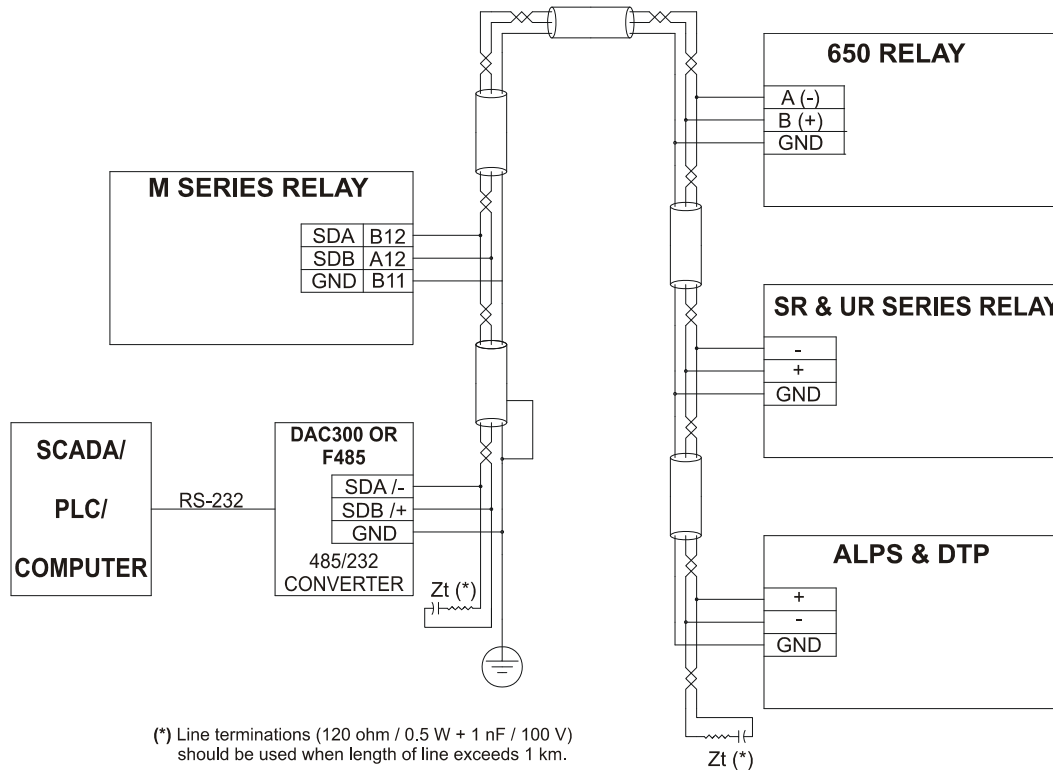 650 RELAY
A (-)
B (+)
GND
M SERIES RELAY
SDA B12
SDB A12
GND B11
SR & UR SERIES RELAY
-
+
GND
SCADA/
PLC/
COMPUTER
RS-232
DAC300 OR
F485
SDA /-
SDB /+
GND
485/232
CONVERTER
Zt (*)
ALPS & DTP
+
-
GND
Zt (*)
(*) Line terminations (120 ohm / 0.5 W + 1 nF / 100 V)
should be used when length of line exceeds 1 km.